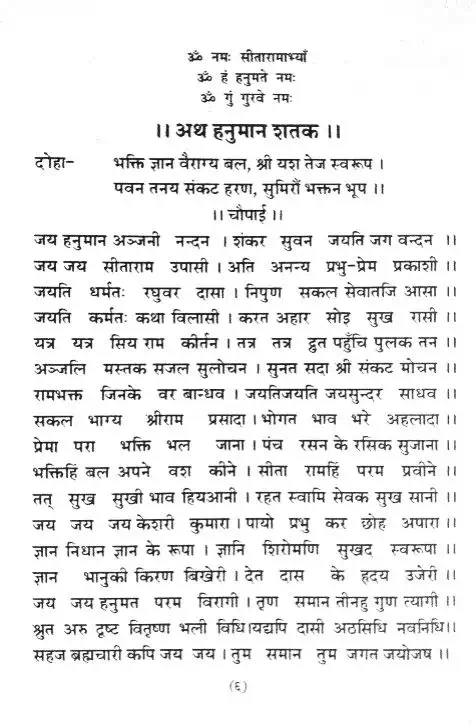 ॐ नमः सीतारामाभ्याँ
ॐ हं हनुमते नमः
ॐ गुं गुरवे नमः
।। अथ हनुमान शतक ।।
दोहा- भक्ति ज्ञान वैराग्य बल, श्री यश तेज स्वरूप ।
पवन तनय संकट हरण, सुमिरौं भक्तन भूप ।।
।। चौपाई ।।
जय हनुमान अञ्जनी नन्दन । शंकर सुवन जयति जग वन्दन ।।
जय जय सीताराम उपासी । अति अनन्य प्रभु-प्रेम प्रकाशी ।।
जयति धर्मतः रघुवर दासा । निपुण सकल सेवातजि आसा ।।
जयति कर्मतः कथा विलासी । करत अहार सोइ सुख रासी ।।
यत्र यत्र सिय राम कीर्तन । तत्र तत्र द्रुत पहुँचि पुलक तन ।।
अञ्जलि मस्तक सजल सुलोचन । सुनत सदा श्री संकट मोचन ।।
रामभक्त जिनके वर बान्धव । जयतिजयति जयसुन्दर साधव ।।
सकल भाग्य श्रीराम प्रसादा । भोगत भाव भरे अहलादा ।।
प्रेमा परा भक्ति भल जाना । पंच रसन के रसिक सुजाना ।।
भक्तिहिं बल अपने वश कीने । सीता रामहिं परम प्रवीने ।।
तत् सुख सुखी भाव हियआनी । रहत स्वामि सेवक सुख सानी ।।
जय जय जय केशरी कुमारा । पायो प्रभु कर छोह अपारा ।।
ज्ञान निधान ज्ञान के रूपा । ज्ञानि शिरोमणि सुखद स्वरूपा ।।
ज्ञान भानुकी किरण बिखेरी । देत दास के हृदय उजेरी ।।
जय जय हनुमत परम विरागी । तृण समान तीनहु गुण त्यागी ।।
श्रुत अरु दृष्ट वितृष्ण भली विधि।यद्यपि दासी अठसिधि नवनिधि।।
सहज ब्रह्मचारी कपि जय जय । तुम समान तुम जगत जयोजष ।।
(६)